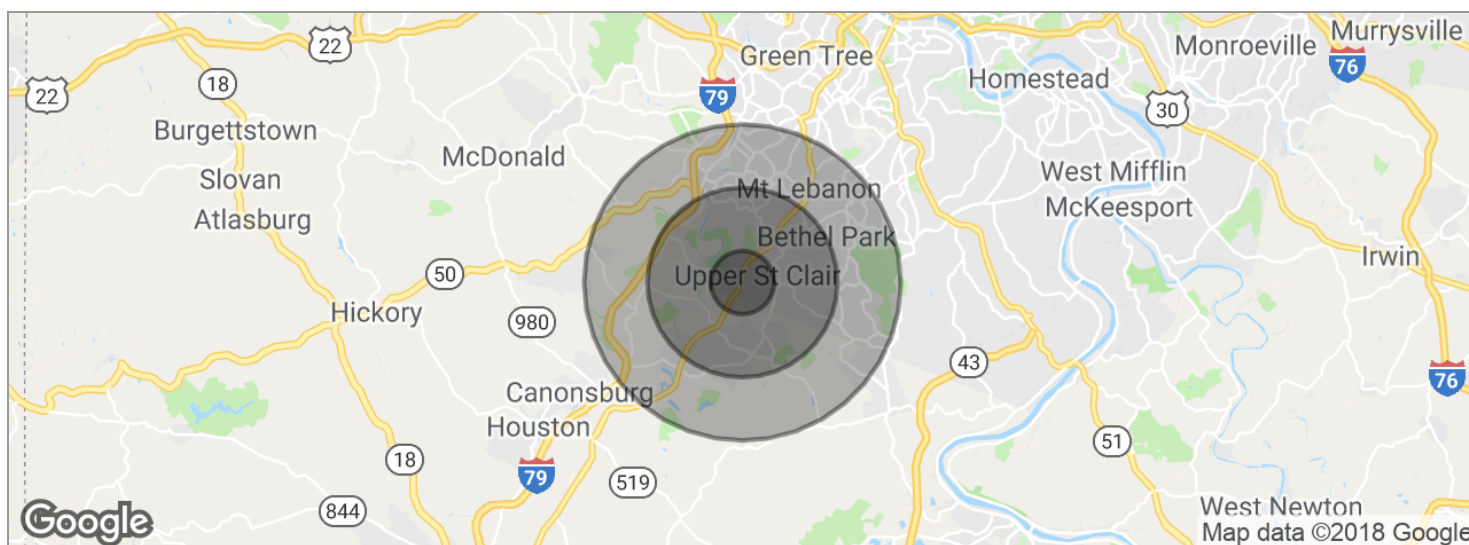 22
Murrysville
Monroeville
Green Tree
76
Homestead
18
22
79
30
Burgettstown
McDonald
Slovan
Mt Lebanon
West Mifflin
McKeesport
Atlasburg
Bethel Park
Irwin
50
Upper St Clair
Hickory
980
43
76
Canonsburg
Houston
51
18
79
519
844
West Newton
Google
Map data ©2018 Google